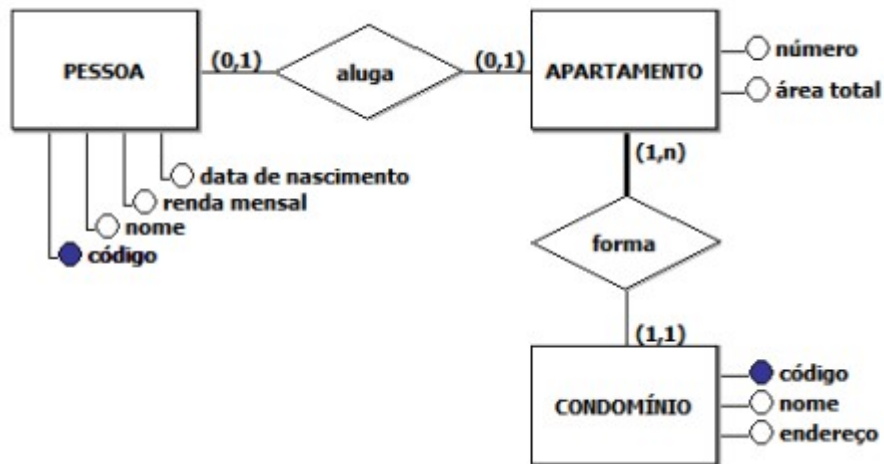 PESSOA
(0,1)
aluga
(0,1)
APARTAMENTO
número
área total
data de nascimento
renda mensal
nome
código
(1,n)
forma
(1,1)
CONDOMÍNIO
código
nome
endereço